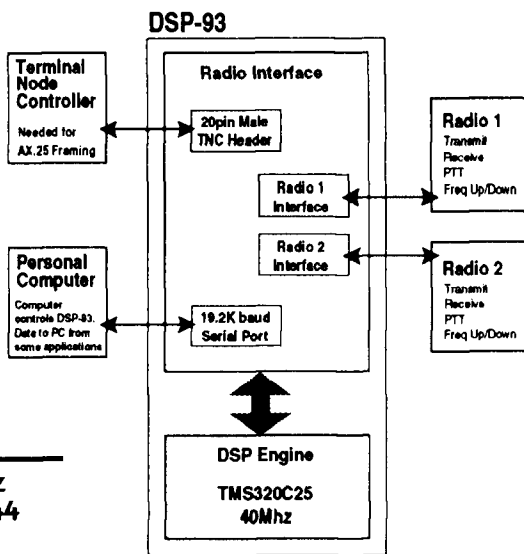 DSP-93
Terminal
Node
Controller
Needed for
AX.25 Framing
Radio Interface
20pin Male
TNC Header
Radio 1
Interface
Radio 2
Interface
19.2K baud
Serial Port
Radio 1
Transmit
Receive
PTT
Freq Up/Down
Radio 2
Transmit
Receive
PTT
Freq Up/Down
Personal
Computer
Computer
controls DSP-93.
Data to PC from
some applications
DSP Engine
TMS320C25
40Mhz